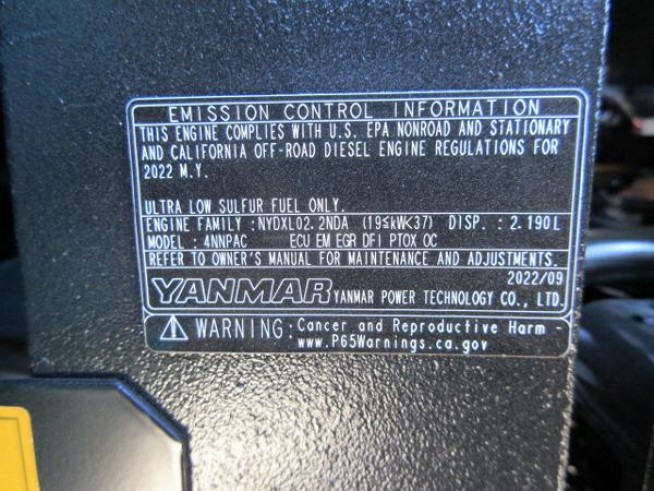 EMISSION CONTROL INFORMATION
THIS ENGINE COMPLIES WITH U.S. EPA NONROAD AND STATIONARY
AND CALIFORNIA OFF-ROAD DIESEL ENGINE REGULATIONS FOR
2022 M.Y.
ULTRA LOW SULFUR FUEL ONLY.
ENGINE FAMILY :NYDXL02.2NDA (19≤kW<37) DISP. : 2.190L
MODEL : 4NNPAC ECU EM EGR DFI PTOX OC
REFER TO OWNER'S MANUAL FOR MAINTENANCE AND ADJUSTMENTS.
2022/09
YANMAR YANMAR POWER TECHNOLOGY CO., LTD.
WARNING: Cancer and Reproductive Harm -
www.P65Warnings.ca.gov